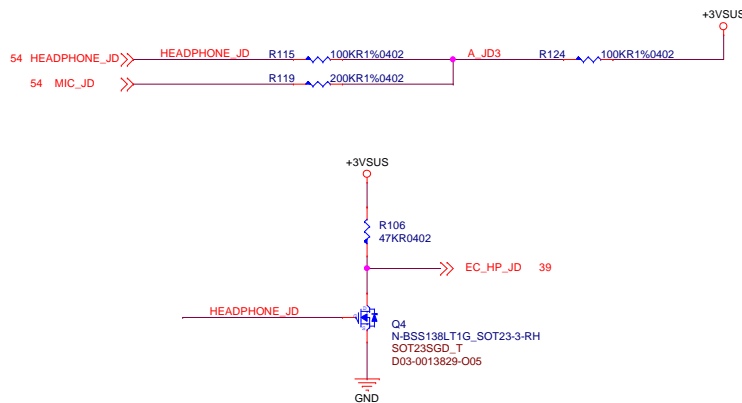 +3VSUS
54 HEADPHONE_JD HEADPHONE_JD R115 100KR1%0402 A_JD3 R124 100KR1%0402
54 MIC_JD R119 200KR1%0402
+3VSUS
R106
47KR0402
EC_HP_JD 39
HEADPHONE_JD
Q4
N-BSS138LT1G_SOT23-3-RH
SOT23SGD_T
D03-0013829-O05
GND